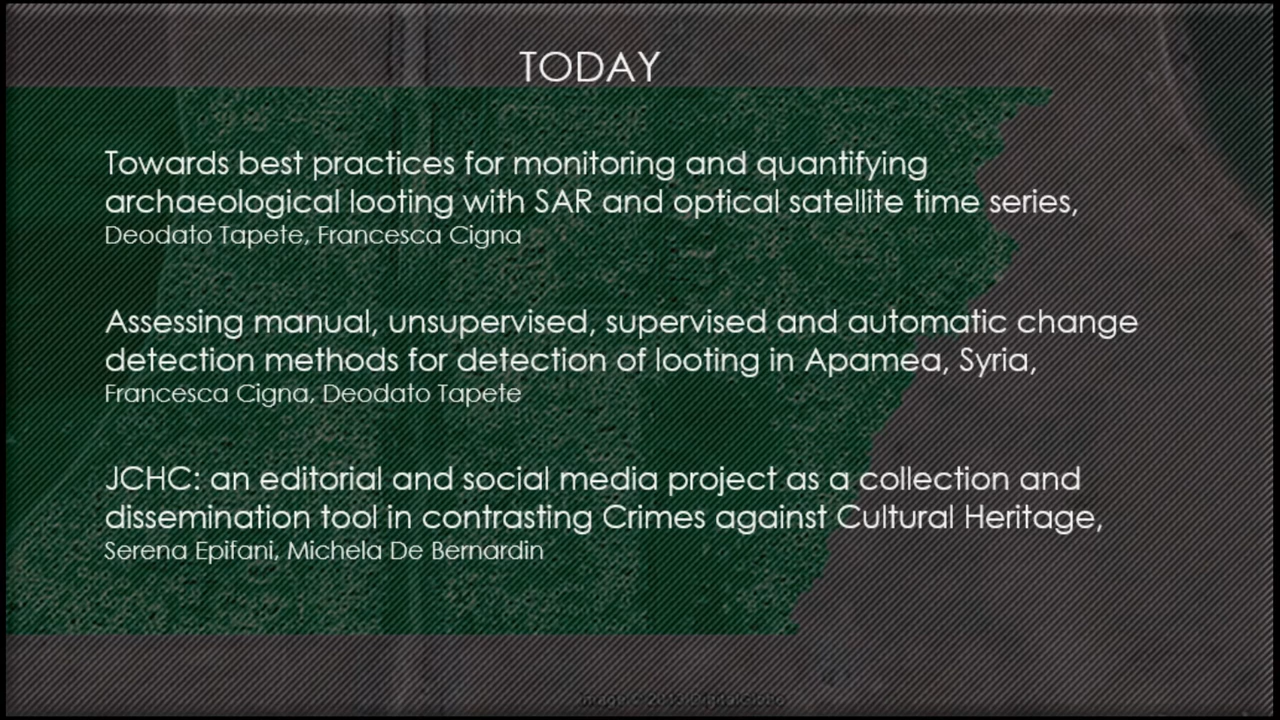 TODAY
Towards best practices for monitoring and quantifying
archaeological looting with SAR and optical satellite time series,
Deodato Tapete, Francesca Cigna
Assessing manual, unsupervised, supervised and automatic change
detection methods for detection of looting in Apamea, Syria,
Francesca Cigna, Deodato Tapete
JCHC: an editorial and social media project as a collection and
dissemination tool in contrasting Crimes against Cultural Heritage,
Serena Epifani, Michela De Bernardin
Image © 2013 DigitalGlobe